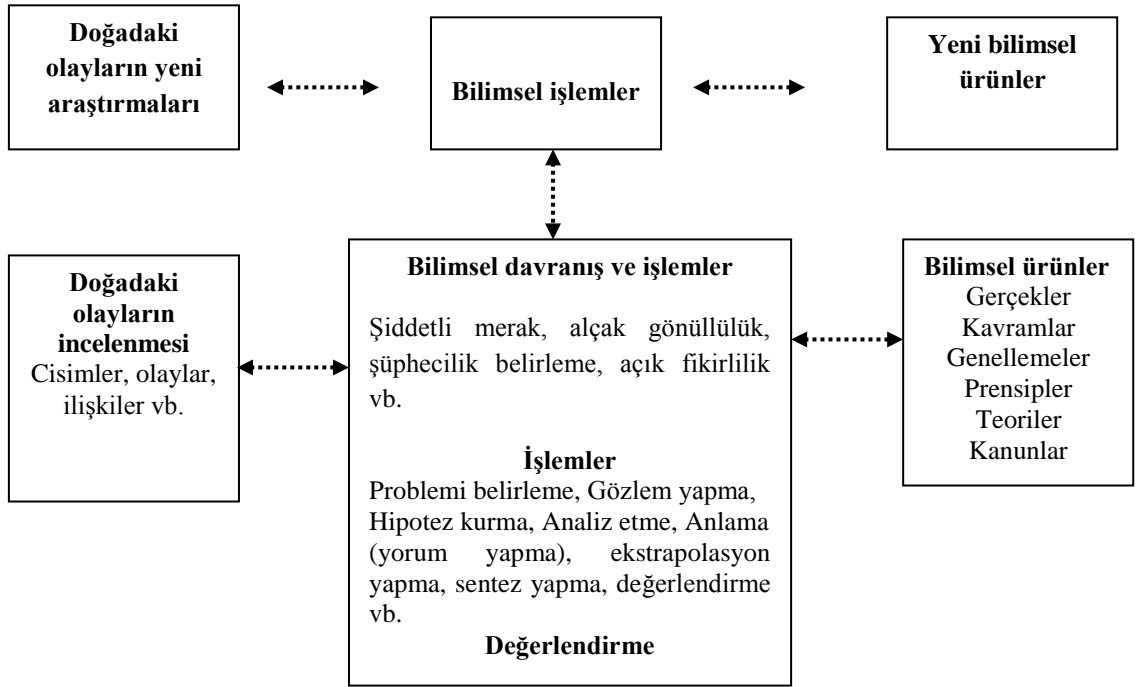 Doğadaki
olayların yeni
araştırmaları
Bilimsel işlemler
Yeni bilimsel
ürünler
Doğadaki
olayların
incelenmesi
Cisimler, olaylar,
ilişkiler vb.
Bilimsel davranış ve işlemler
Şiddetli merak, alçak gönüllülük,
şüphecilik belirleme, açık fikirlilik
vb.
İşlemler
Problemi belirleme, Gözlem yapma,
Hipotez kurma, Analiz etme, Anlama
(yorum yapma), ekstrapolasyon
yapma, sentez yapma, değerlendirme
vb.
Değerlendirme
Bilimsel ürünler
Gerçekler
Kavramlar
Genellemeler
Prensipler
Teoriler
Kanunlar